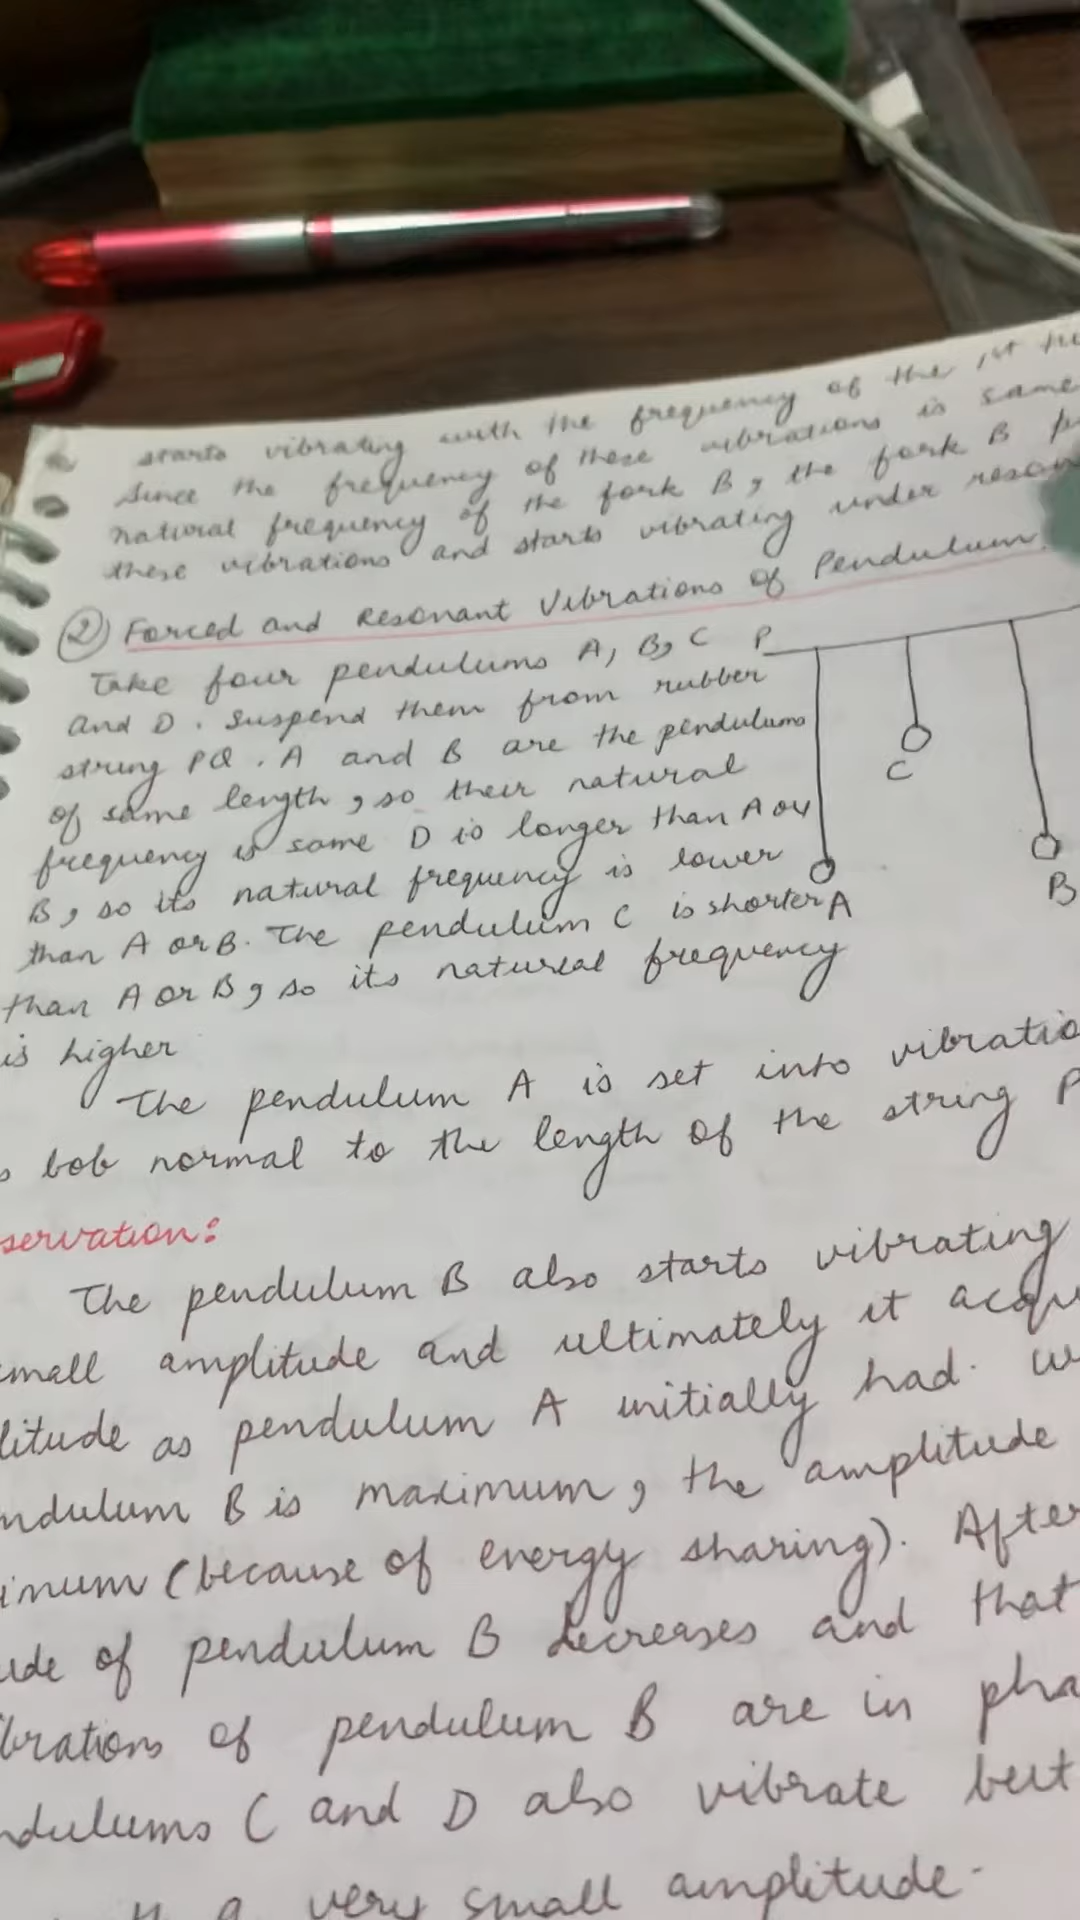 starts vibrating with the frequency of the 1st
Since the frequency of these vibrations is same
natural frequency of the fork B, the fork B
these vibrations and starts vibrating under
② Forced and Resonant Vibrations of Pendulum.
Take four pendulums A, B, C
and D. Suspend them from rubber
string PQ. A and B are the pendulums
of same length, so their natural
frequency is same D is longer than A or
B, so its natural frequency is lower
than A or B. The pendulum C is shorter
than A or B, so its natural frequency
is higher
P
C
A
B
The pendulum A is set into vibratio
bob normal to the length of the string P
servation:
The pendulum B also starts vibrating
small amplitude and ultimately it acqu
litude as pendulum A initially had.
ndulum B is maximum, the amplitude
inum (because of energy sharing). After
ude of pendulum B decreases and that
brations of pendulum B are in pha
ndulums C and D also vibrate but
a very small amplitude.